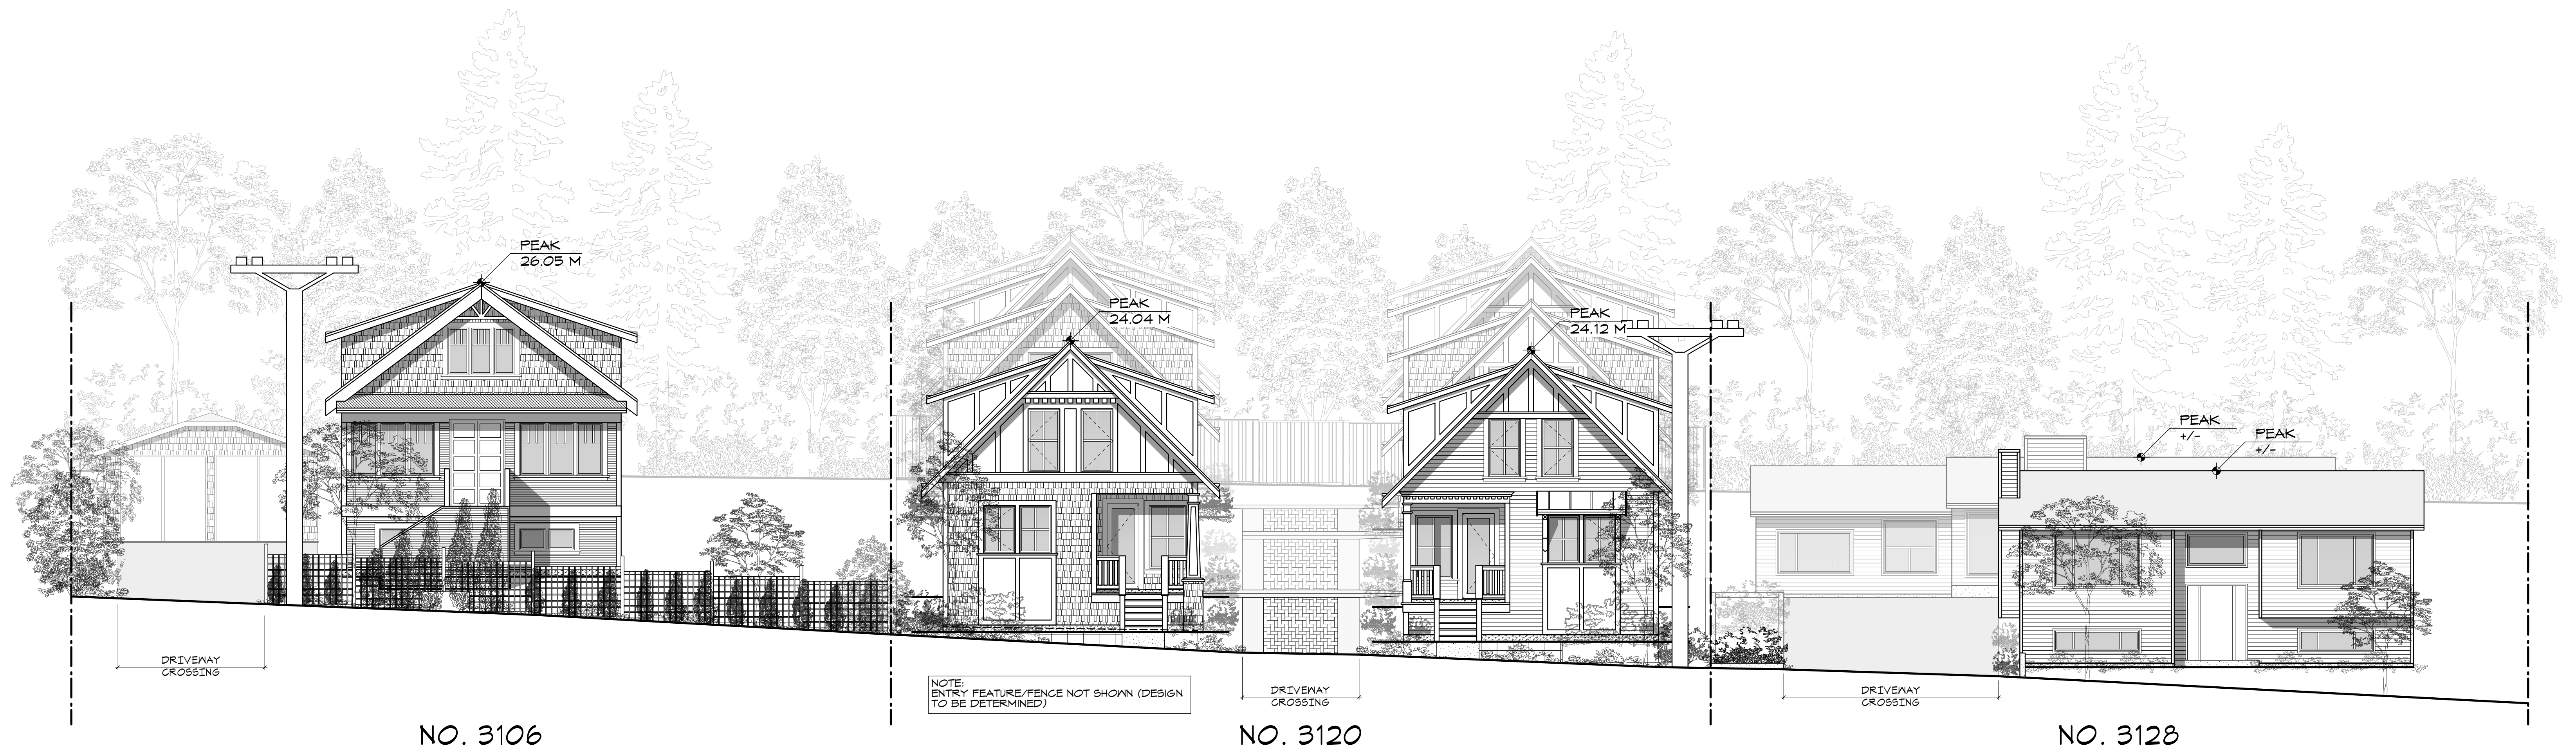 PEAK
26.05 M
PEAK
24.04 M
PEAK
24.12 M
PEAK
+/-
PEAK
+/-
DRIVEWAY
CROSSING
NOTE:
ENTRY FEATURE/FENCE NOT SHOWN (DESIGN
TO BE DETERMINED)
DRIVEWAY
CROSSING
DRIVEWAY
CROSSING
NO. 3106
NO. 3120
NO. 3128